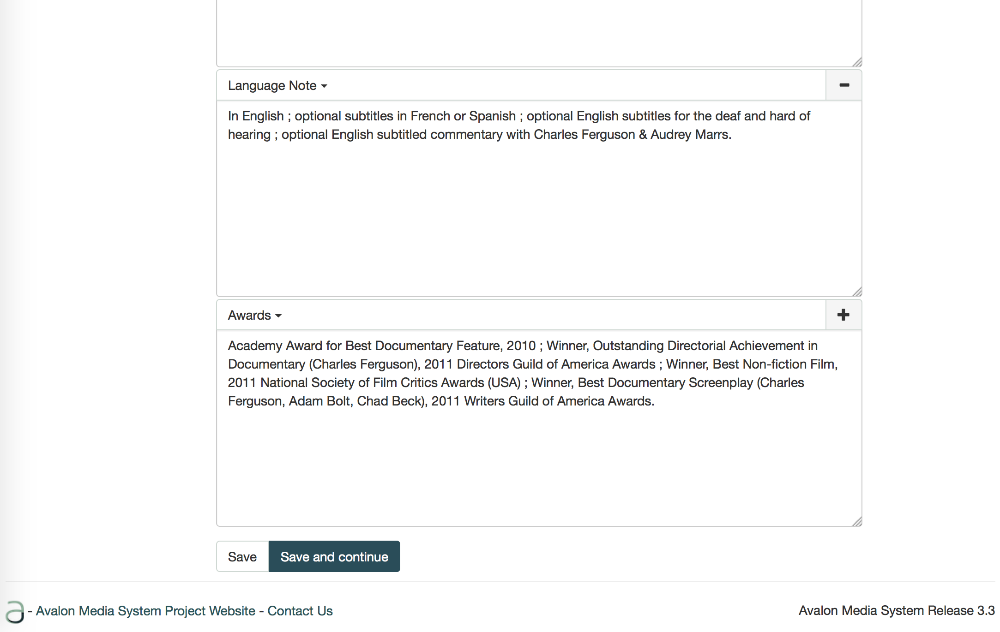 Language Note
In English ; optional subtitles in French or Spanish ; optional English subtitles for the deaf and hard of
hearing ; optional English subtitled commentary with Charles Ferguson & Audrey Marrs.
Awards
Academy Award for Best Documentary Feature, 2010 ; Winner, Outstanding Directorial Achievement in
Documentary (Charles Ferguson), 2011 Directors Guild of America Awards ; Winner, Best Non-fiction Film,
2011 National Society of Film Critics Awards (USA) ; Winner, Best Documentary Screenplay (Charles
Ferguson, Adam Bolt, Chad Beck), 2011 Writers Guild of America Awards.
Save Save and continue
a - Avalon Media System Project Website - Contact Us Avalon Media System Release 3.3